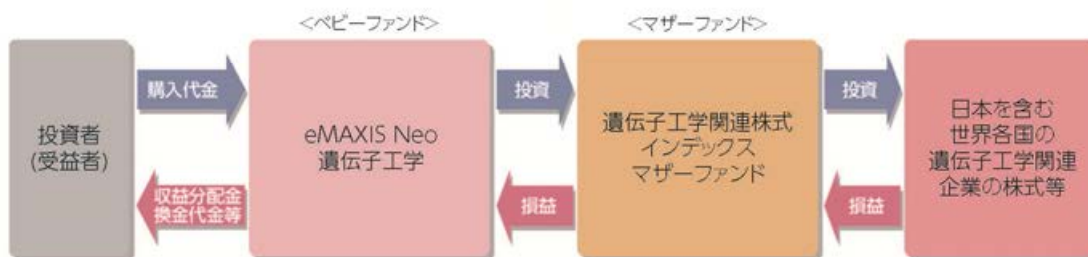 <ベビーファンド>
<マザーファンド>
投資者
(受益者)
購入代金
収益分配金
換金代金等
eMAXIS Neo
遺伝子工学
投資
損益
遺伝子工学関連株式
インデックス
マザーファンド
投資
損益
日本を含む
世界各国の
遺伝子工学関連
企業の株式等